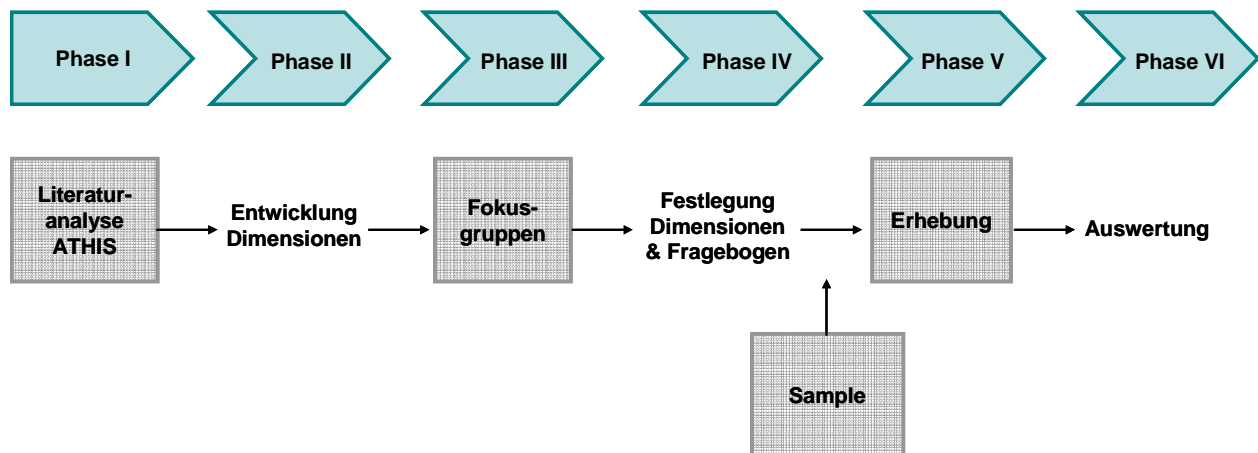 Phase I
Phase II
Phase III
Phase IV
Phase V
Phase VI
Literatur-
analyse
ATHIS
Entwicklung
Dimensionen
Fokus-
gruppen
Festlegung
Dimensionen
& Fragebogen
Erhebung
Auswertung
Sample